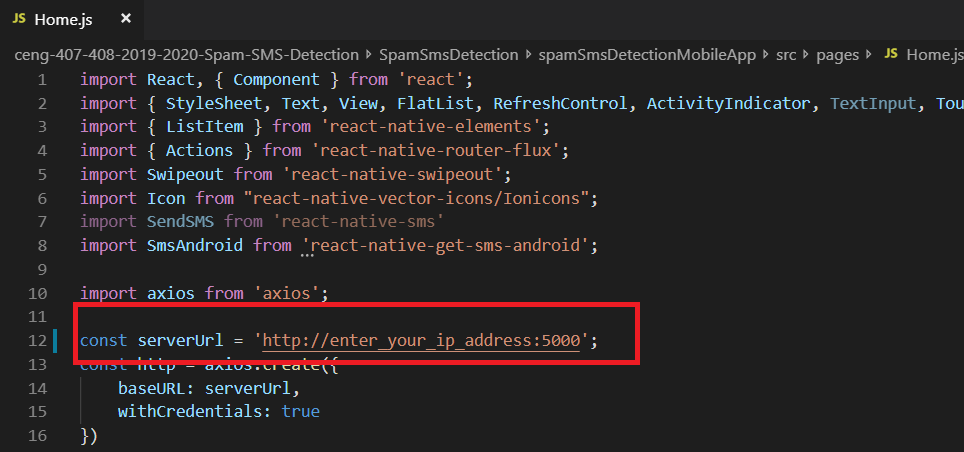 JS Home.js ×
ceng-407-408-2019-2020-Spam-SMS-Detection › SpamSmsDetection › spamSmsDetectionMobileApp › src › pages › JS Home.js
1 import React, { Component } from 'react';
2 import { StyleSheet, Text, View, FlatList, RefreshControl, ActivityIndicator, TextInput, Tou
3 import { ListItem } from 'react-native-elements';
4 import { Actions } from 'react-native-router-flux';
5 import Swipeout from 'react-native-swipeout';
6 import Icon from "react-native-vector-icons/Ionicons";
7 import SendSMS from 'react-native-sms'
8 import SmsAndroid from 'react-native-get-sms-android';
9
10 import axios from 'axios';
11
12 const serverUrl = 'http://enter_your_ip_address:5000';
13 const http = axios.create({
14 baseURL: serverUrl,
15 withCredentials: true
16 })